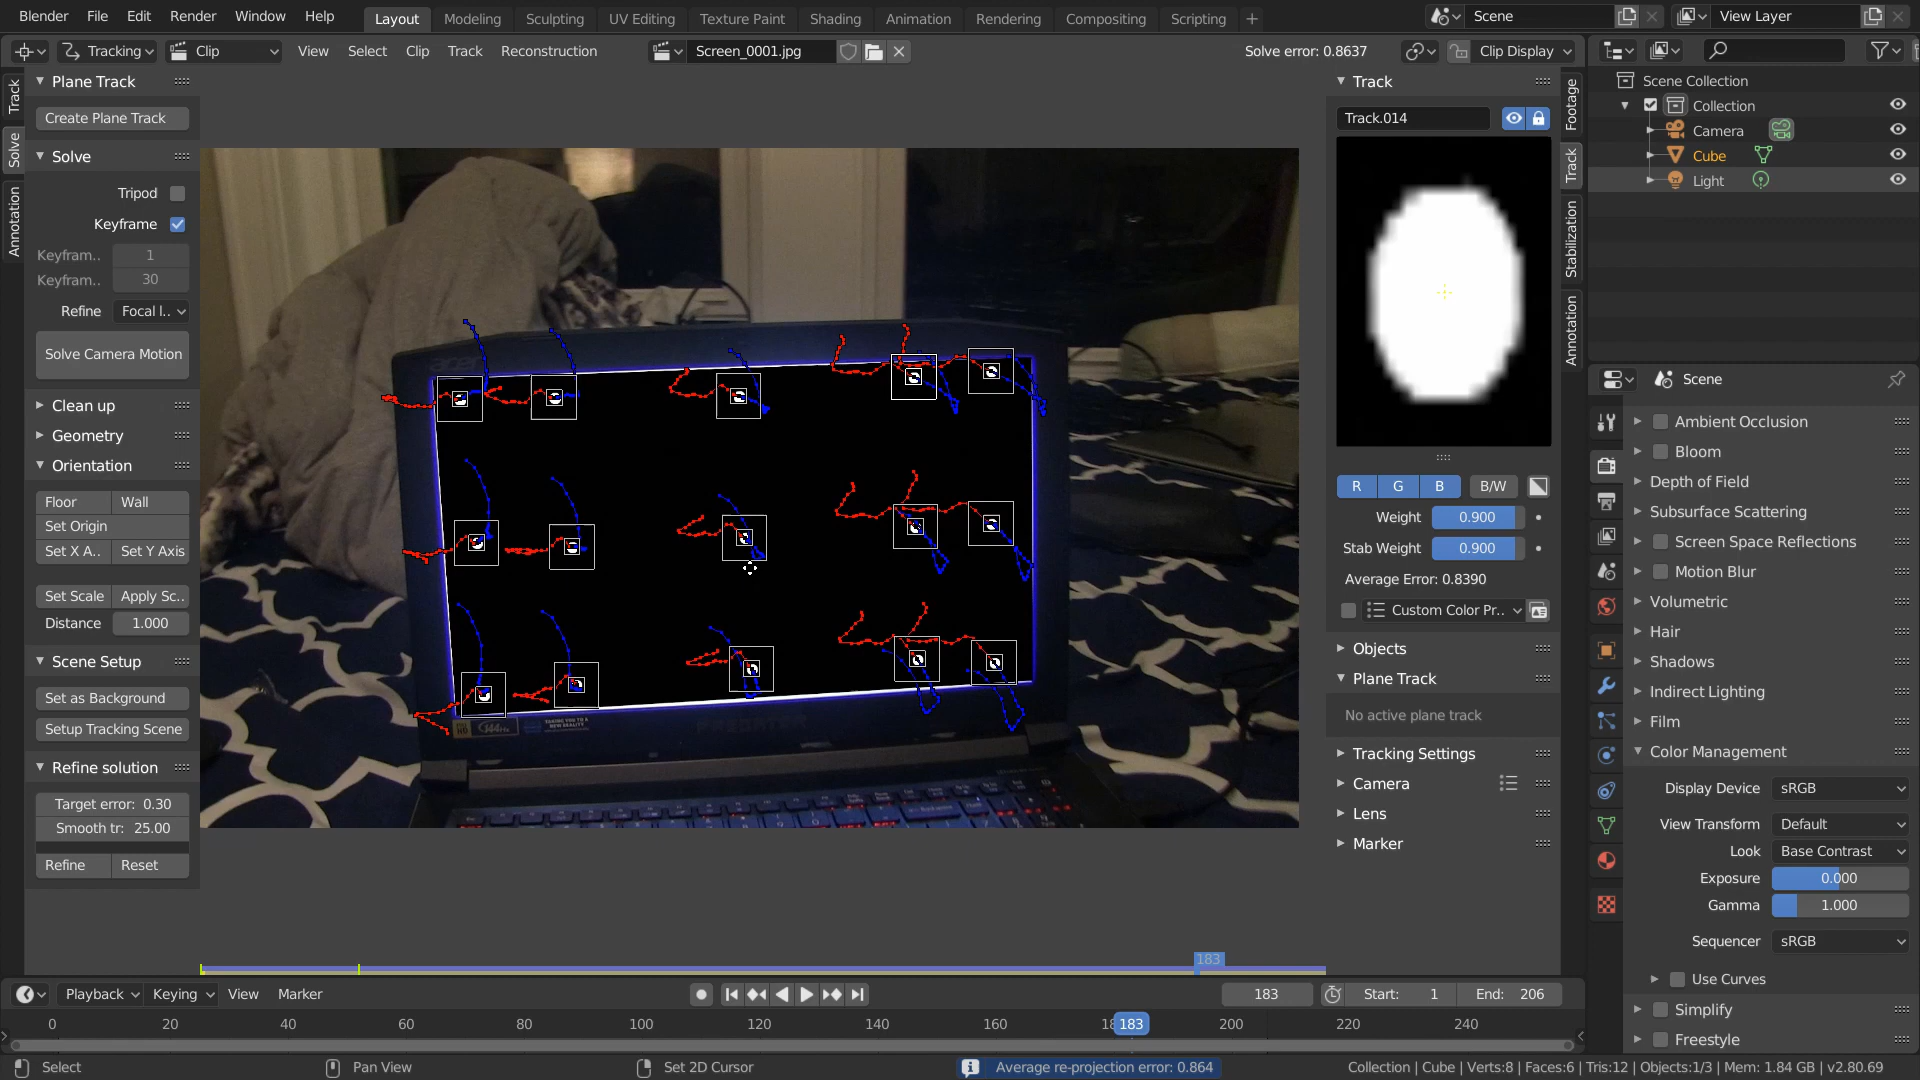 Blender File Edit Render Window Help Layout Modeling Sculpting UV Editing Texture Paint Shading Animation Rendering Compositing Scripting + Scene View Layer
Tracking Clip View Select Clip Track Reconstruction Screen_0001.jpg Solve error: 0.8637 Clip Display
Track
Solve
Annotation
Plane Track
Create Plane Track
Solve
Tripod
Keyframe
Keyfram.. 1
Keyfram.. 30
Refine Focal l..
Solve Camera Motion
Clean up
Geometry
Orientation
Floor Wall
Set Origin
Set X A.. Set Y Axis
Set Scale Apply Sc..
Distance 1.000
Scene Setup
Set as Background
Setup Tracking Scene
Refine solution
Target error: 0.30
Smooth tr: 25.00
Refine Reset
acer
144Hz
TAKING YOU TO A
NEW REALITY
PREDATOR
Track
Track.014
R G B B/W
Weight 0.900
Stab Weight 0.900
Average Error: 0.8390
Custom Color Pr..
Objects
Plane Track
No active plane track
Tracking Settings
Camera
Lens
Marker
Footage
Track
Stabilization
Annotation
Scene Collection
Collection
Camera
Cube
Light
Scene
Ambient Occlusion
Bloom
Depth of Field
Subsurface Scattering
Screen Space Reflections
Motion Blur
Volumetric
Hair
Shadows
Indirect Lighting
Film
Color Management
Display Device sRGB
View Transform Default
Look Base Contrast
Exposure 0.000
Gamma 1.000
Sequencer sRGB
Use Curves
Simplify
Freestyle
183
Playback Keying View Marker 183 Start: 1 End: 206
0 20 40 60 80 100 120 140 160 183 200 220 240
Select Pan View Set 2D Cursor Average re-projection error: 0.864 Collection | Cube | Verts:8 | Faces:6 | Tris:12 | Objects:1/3 | Mem: 1.84 GB | v2.80.69